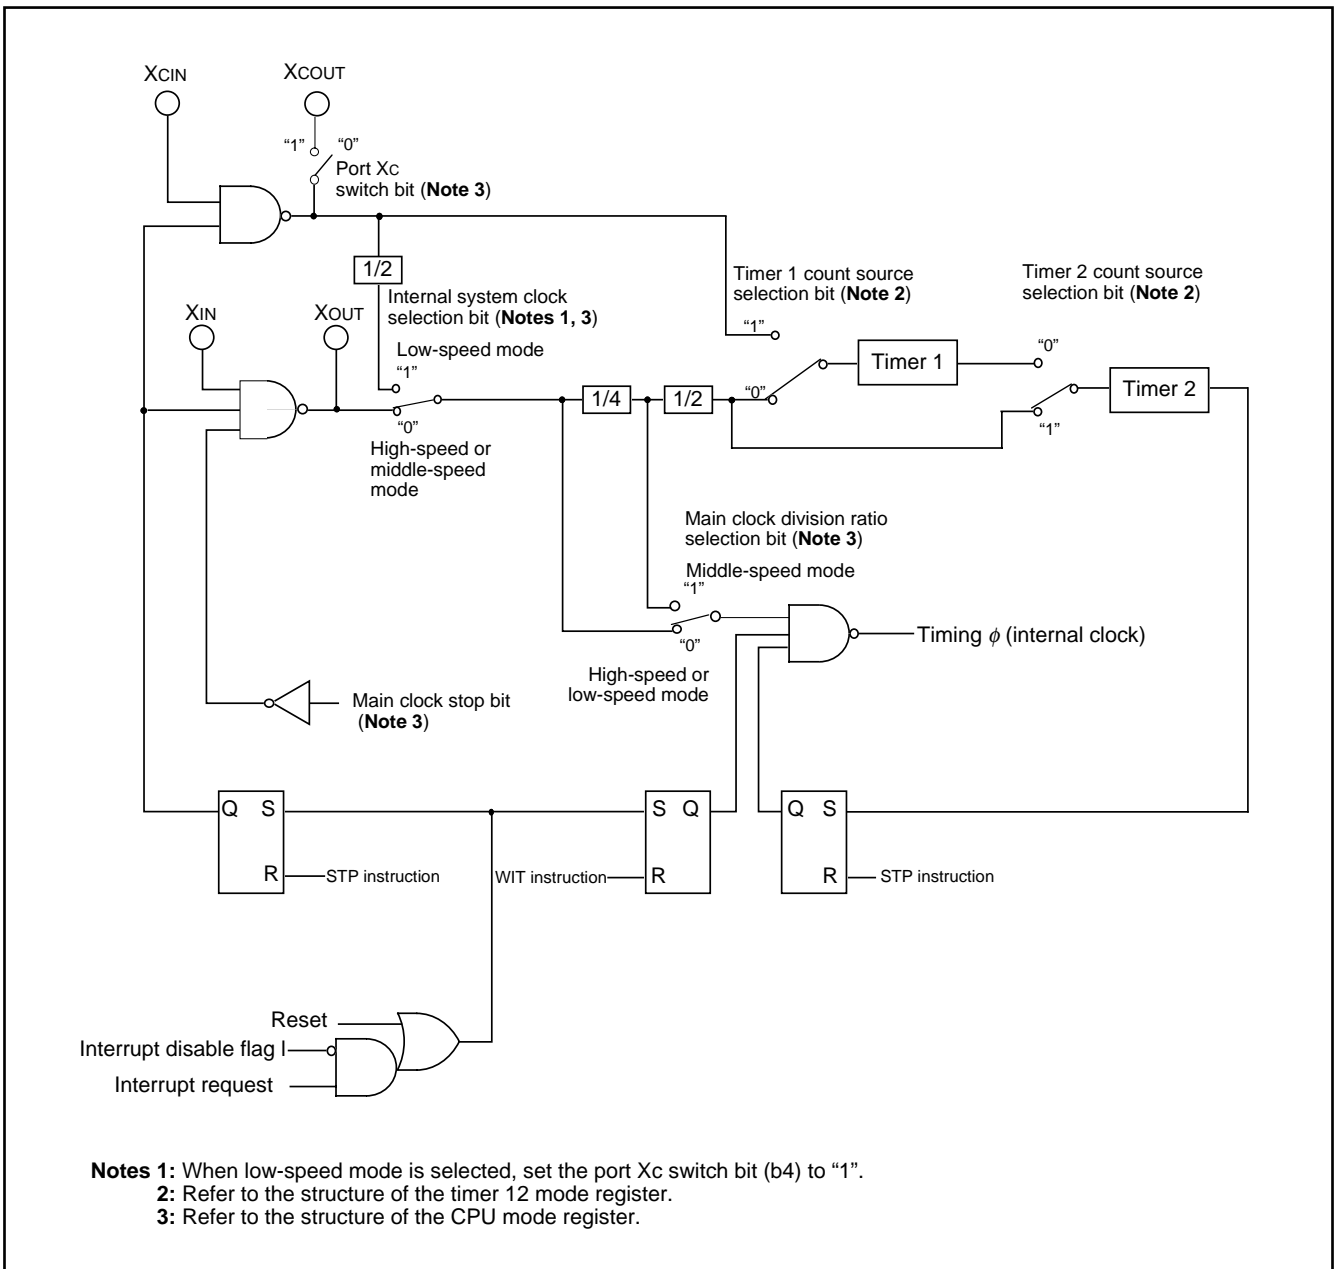 XCIN
XCOUT
“1” “0”
Port XC
switch bit (Note 3)
1/2
Internal system clock
selection bit (Notes 1, 3)
Low-speed mode
“1”
XIN
XOUT
“0”
High-speed or
middle-speed
mode
Timer 1 count source
selection bit (Note 2)
“1”
“0”
Timer 1
Timer 2 count source
selection bit (Note 2)
“0”
“1”
Timer 2
1/4
1/2
Main clock division ratio
selection bit (Note 3)
Middle-speed mode
“1”
“0”
High-speed or
low-speed mode
Timing ϕ (internal clock)
Main clock stop bit
(Note 3)
Q S
R
STP instruction
WIT instruction
S Q
R
Q S
R
STP instruction
Reset
Interrupt disable flag I
Interrupt request
Notes 1: When low-speed mode is selected, set the port Xc switch bit (b4) to “1”.
2: Refer to the structure of the timer 12 mode register.
3: Refer to the structure of the CPU mode register.